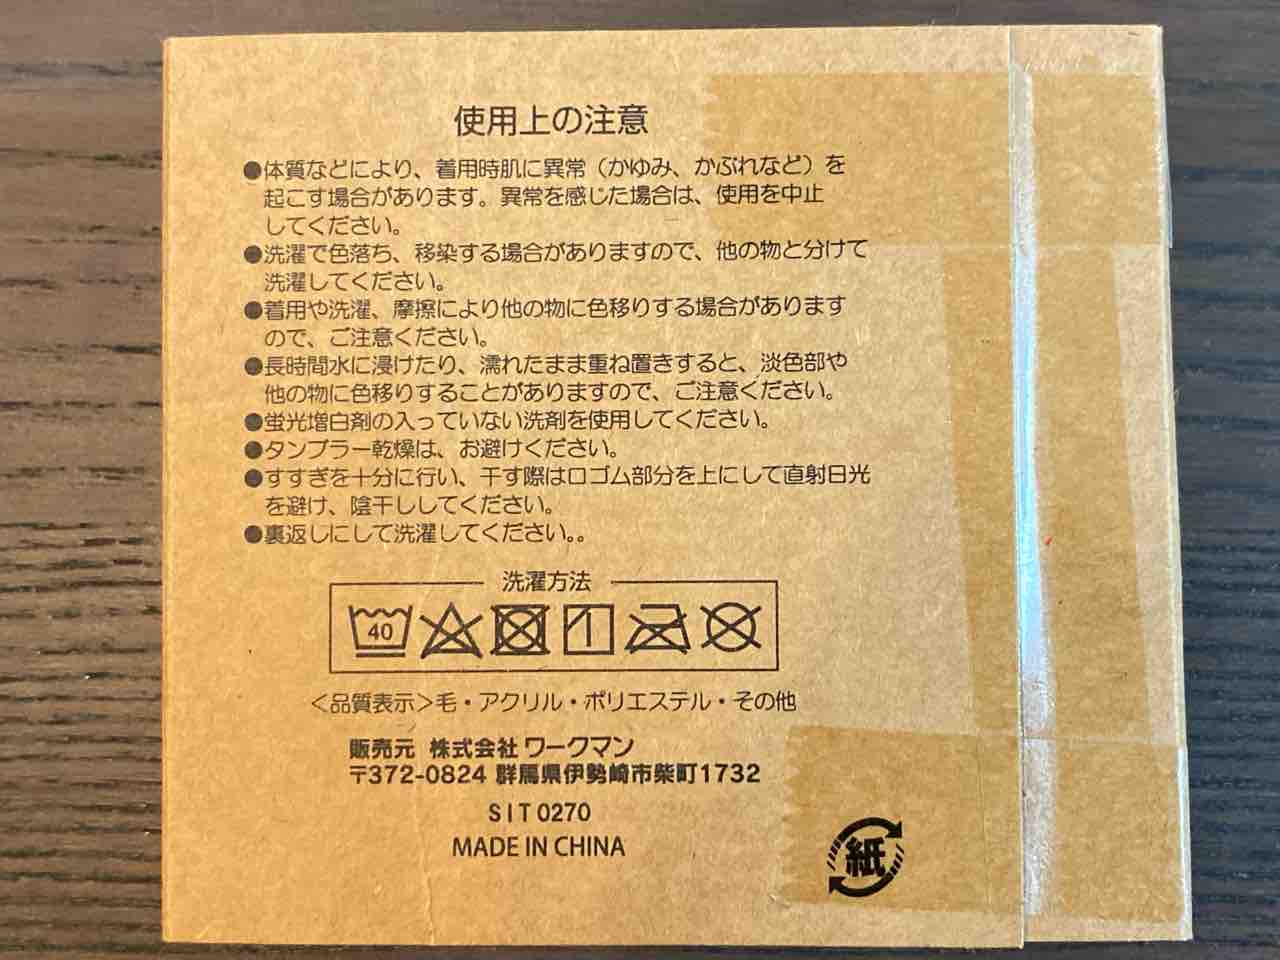 使用上の注意
●体質などにより、着用時肌に異常（かゆみ、かぶれなど）を
起こす場合があります。異常を感じた場合は、使用を中止
してください。
●洗濯で色落ち、移染する場合がありますので、他の物と分けて
洗濯してください。
●着用や洗濯、摩擦により他の物に色移りする場合があります
ので、ご注意ください。
●長時間水に浸けたり、濡れたまま重ね置きすると、淡色部や
他の物に色移りすることがありますので、ご注意ください。
●蛍光増白剤の入っていない洗剤を使用してください。
●タンブラー乾燥は、お避けください。
●すすぎを十分に行い、干す際は口ゴム部分を上にして直射日光
を避け、陰干ししてください。
●裏返しにして洗濯してください。。
洗濯方法
40
＜品質表示＞毛・アクリル・ポリエステル・その他
販売元 株式会社 ワークマン
〒372-0824 群馬県伊勢崎市柴町1732
SIT0270
MADE IN CHINA
紙